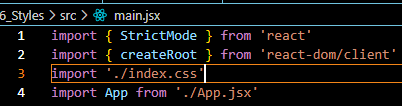 6_Styles > src > main.jsx
1 import { StrictMode } from 'react'
2 import { createRoot } from 'react-dom/client'
3 import './index.css'
4 import App from './App.jsx'